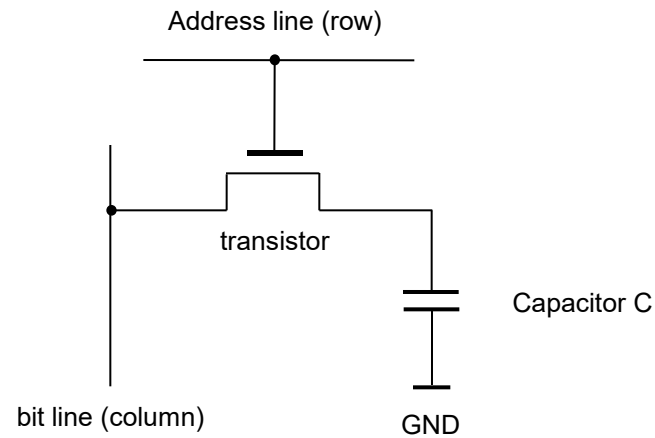 Address line (row)
transistor
Capacitor C
bit line (column)
GND